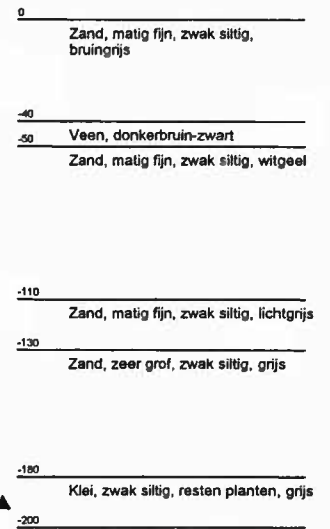 0
Zand, matig fijn, zwak siltig,
bruingrijs
-40
Veen, donkerbruin-zwart
-50
Zand, matig fijn, zwak siltig, witgeel
-110
Zand, matig fijn, zwak siltig, lichtgrijs
-130
Zand, zeer grof, zwak siltig, grijs
-180
Klei, zwak siltig, resten planten, grijs
-200